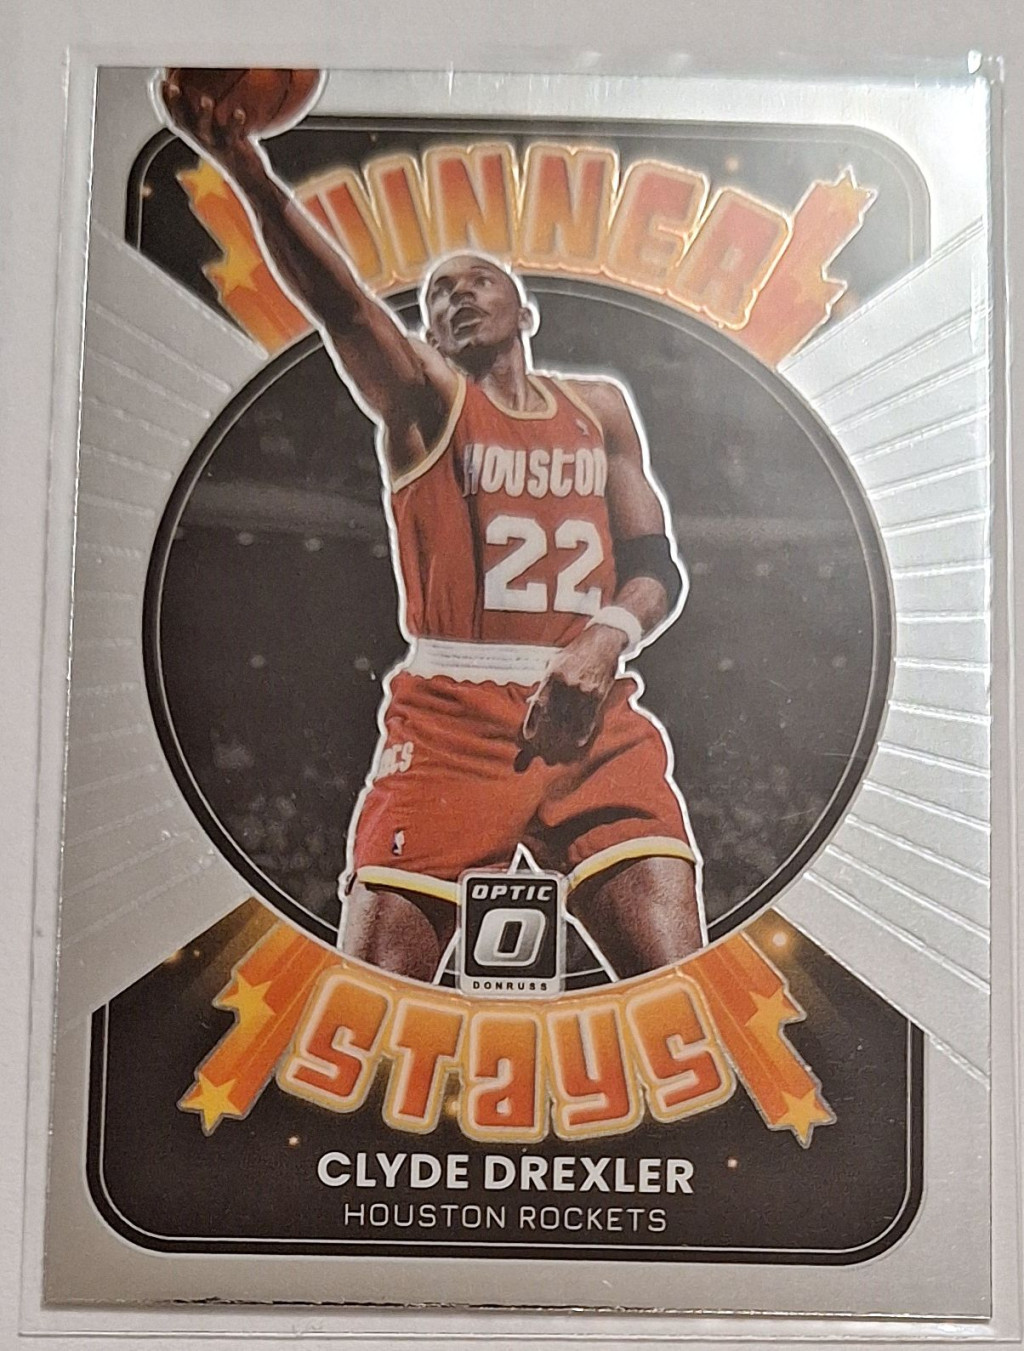 WINNER
HOUSTON
22
OPTIC
O
DONRUSS
STAYS
CLYDE DREXLER
HOUSTON ROCKETS